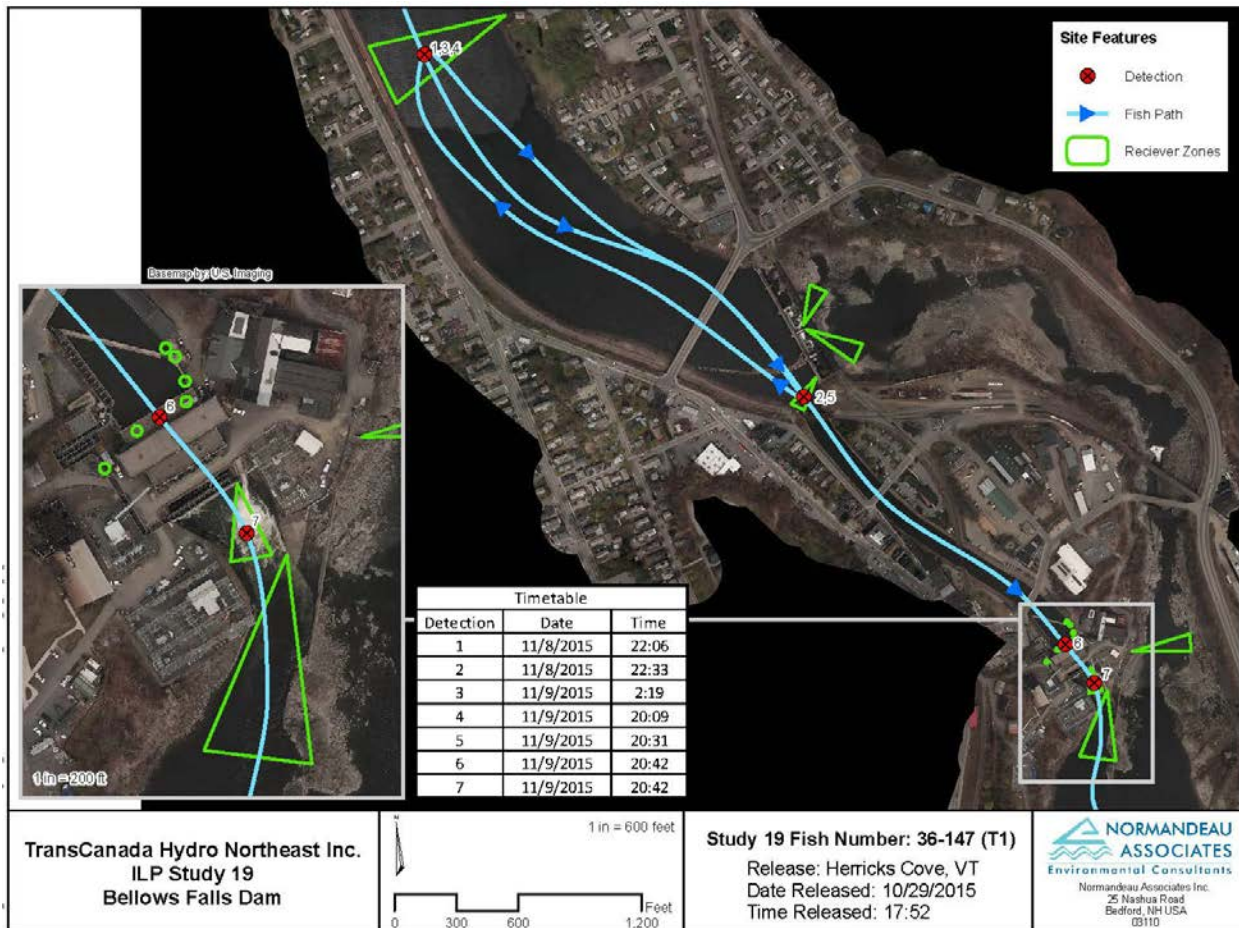 Site Features
Detection
Fish Path
Reciever Zones
1,3,4
2,5
6
7
Basemap by: U.S. Imaging
6
7
1 in = 200 ft
Timetable
Detection Date Time
1 11/8/2015 22:06
2 11/8/2015 22:33
3 11/9/2015 2:19
4 11/9/2015 20:09
5 11/9/2015 20:31
6 11/9/2015 20:42
7 11/9/2015 20:42
TransCanada Hydro Northeast Inc.
ILP Study 19
Bellows Falls Dam
N
1 in = 600 feet
Feet
0 300 600 1,200
Study 19 Fish Number: 36-147 (T1)
Release: Herricks Cove, VT
Date Released: 10/29/2015
Time Released: 17:52
NORMANDEAU
ASSOCIATES
Environmental Consultants
Normandeau Associates Inc.
25 Nashua Road
Bedford, NH USA
03110